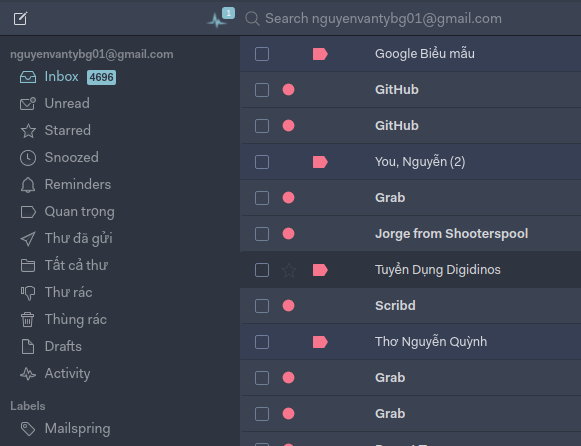 1
Search nguyenvantybg01@gmail.com
nguyenvantybg01@gmail.com
Inbox 4696
Unread
Starred
Snoozed
Reminders
Quan trọng
Thư đã gửi
Tất cả thư
Thư rác
Thùng rác
Drafts
Activity
Labels
Mailspring
Google Biểu mẫu
GitHub
GitHub
You, Nguyễn (2)
Grab
Jorge from Shooterspool
Tuyển Dụng Digidinos
Scribd
Thơ Nguyễn Quỳnh
Grab
Grab